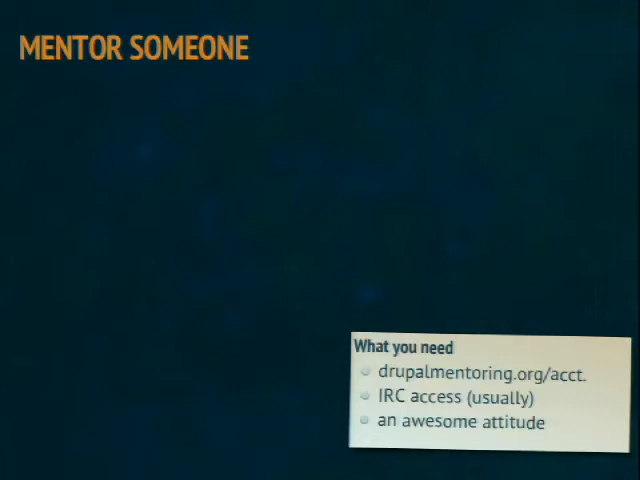 MENTOR SOMEONE
What you need
drupalmentoring.org/acct.
IRC access (usually)
an awesome attitude